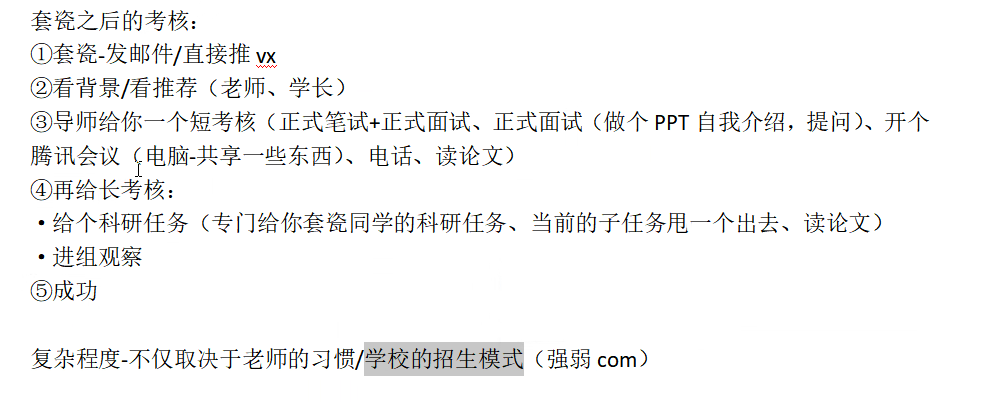 套瓷之后的考核：
①套瓷-发邮件/直接推 vx
②看背景/看推荐（老师、学长）
③导师给你一个短考核（正式笔试+正式面试、正式面试（做个 PPT 自我介绍，提问）、开个
腾讯会议（电脑-共享一些东西）、电话、读论文）
④再给长考核：
·给个科研任务（专门给你套瓷同学的科研任务、当前的子任务甩一个出去、读论文）
·进组观察
⑤成功
复杂程度-不仅取决于老师的习惯/学校的招生模式（强弱 com）